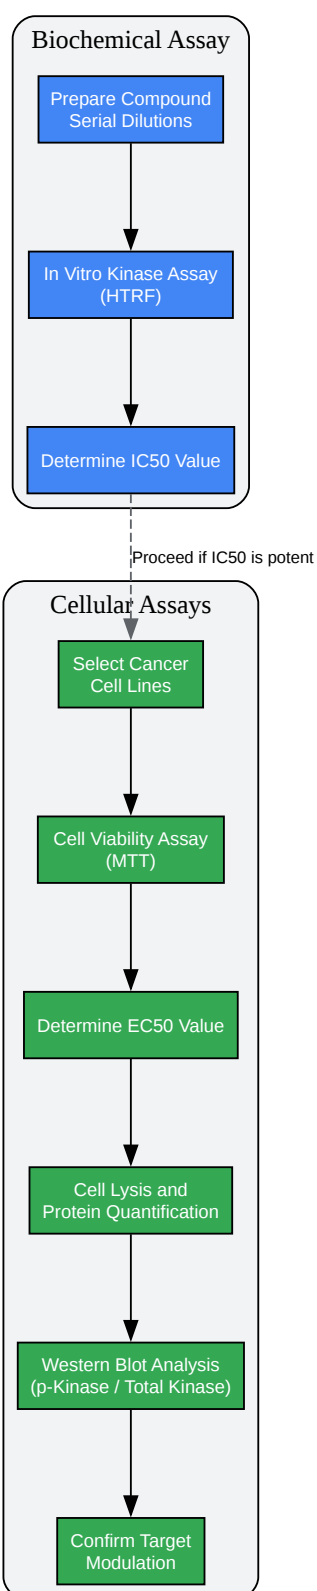 Biochemical Assay
Prepare Compound
Serial Dilutions
In Vitro Kinase Assay
(HTRF)
Determine IC50 Value
Proceed if IC50 is potent
Cellular Assays
Select Cancer
Cell Lines
Cell Viability Assay
(MTT)
Determine EC50 Value
Cell Lysis and
Protein Quantification
Western Blot Analysis
(p-Kinase / Total Kinase)
Confirm Target
Modulation